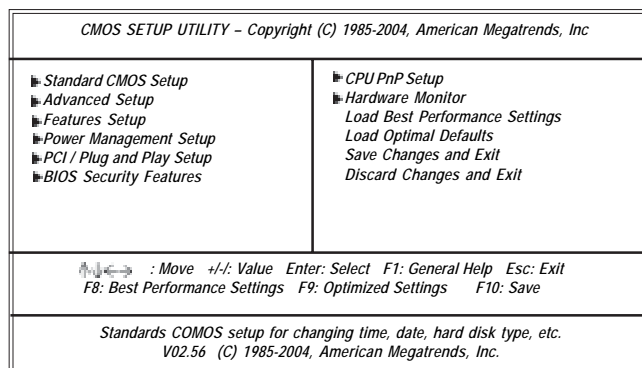 CMOS SETUP UTILITY – Copyright (C) 1985-2004, American Megatrends, Inc
Standard CMOS Setup
Advanced Setup
Features Setup
Power Management Setup
PCI / Plug and Play Setup
BIOS Security Features
CPU PnP Setup
Hardware Monitor
Load Best Performance Settings
Load Optimal Defaults
Save Changes and Exit
Discard Changes and Exit
↑↓←→ : Move +/-/: Value Enter: Select F1: General Help Esc: Exit
F8: Best Performance Settings F9: Optimized Settings F10: Save
Standards COMOS setup for changing time, date, hard disk type, etc.
V02.56 (C) 1985-2004, American Megatrends, Inc.